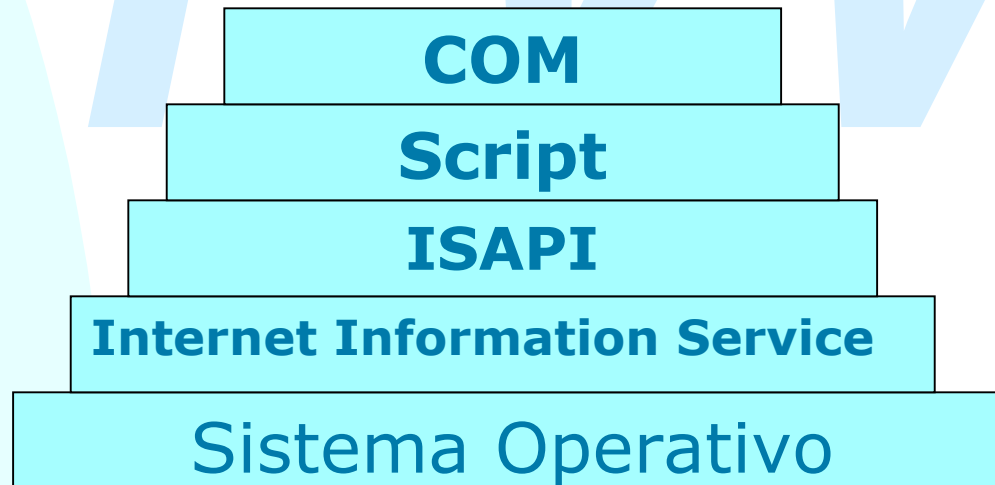 COM
Script
ISAPI
Internet Information Service
Sistema Operativo